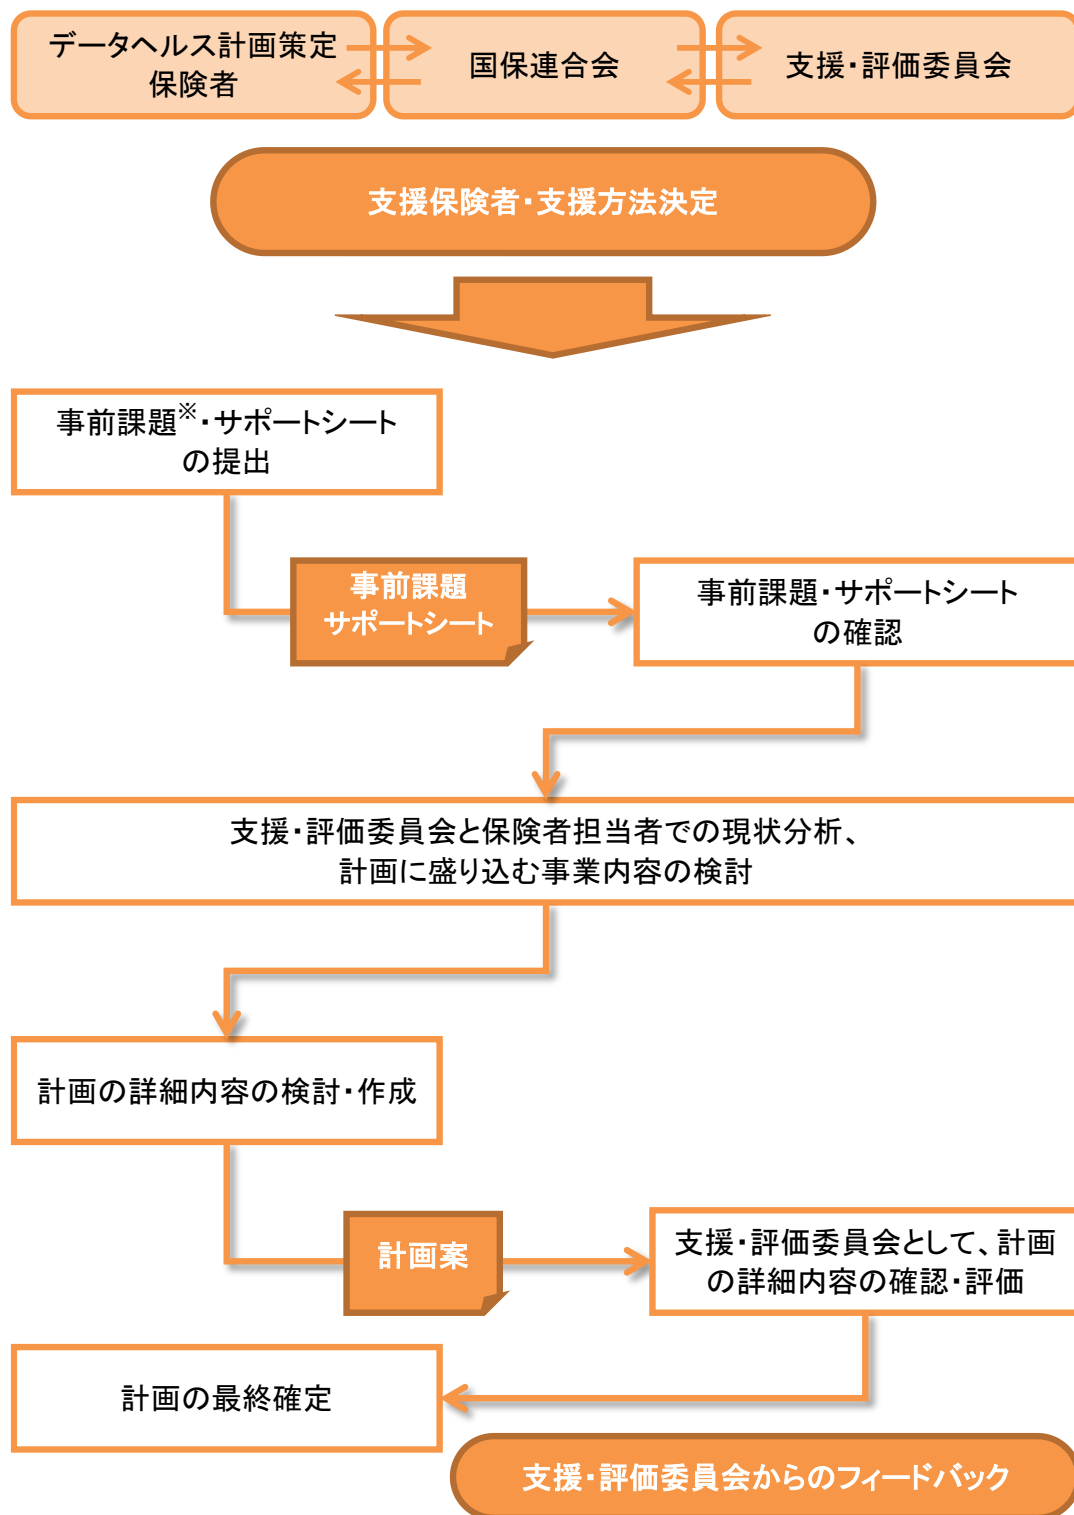 データヘルス計画策定
保険者
国保連合会
支援・評価委員会
支援保険者・支援方法決定
事前課題※・サポートシート
の提出
事前課題
サポートシート
事前課題・サポートシート
の確認
支援・評価委員会と保険者担当者での現状分析、
計画に盛り込む事業内容の検討
計画の詳細内容の検討・作成
計画案
支援・評価委員会として、計画
の詳細内容の確認・評価
計画の最終確定
支援・評価委員会からのフィードバック